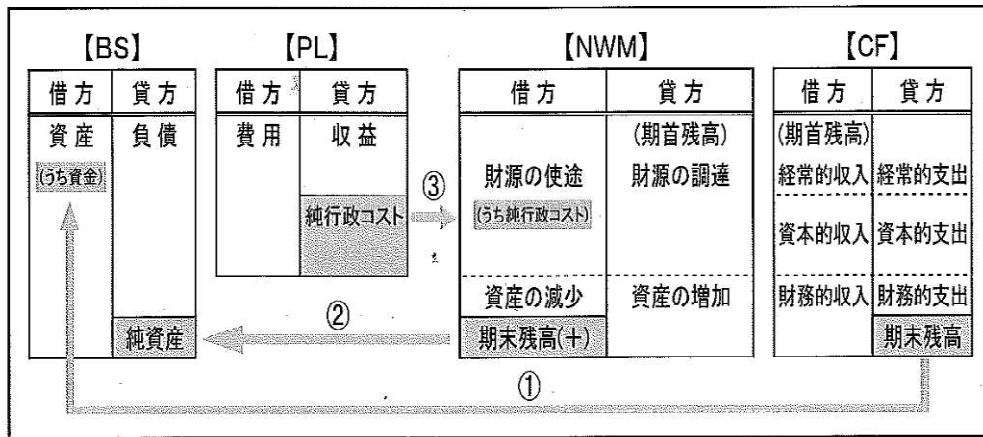 【BS】 【PL】 【NWM】 【CF】
借方 貸方 借方 貸方 借方 貸方 借方 貸方
資産 負債 費用 収益 (期首残高) (期首残高)
(うち資金) 財源の使途 財源の調達 経常的収入 経常的支出
純行政コスト ③ (うち純行政コスト)
資本的収入 資本的支出
資産の減少 資産の増加 財務的収入 財務的支出
純資産 ② 期末残高(＋) 期末残高
①